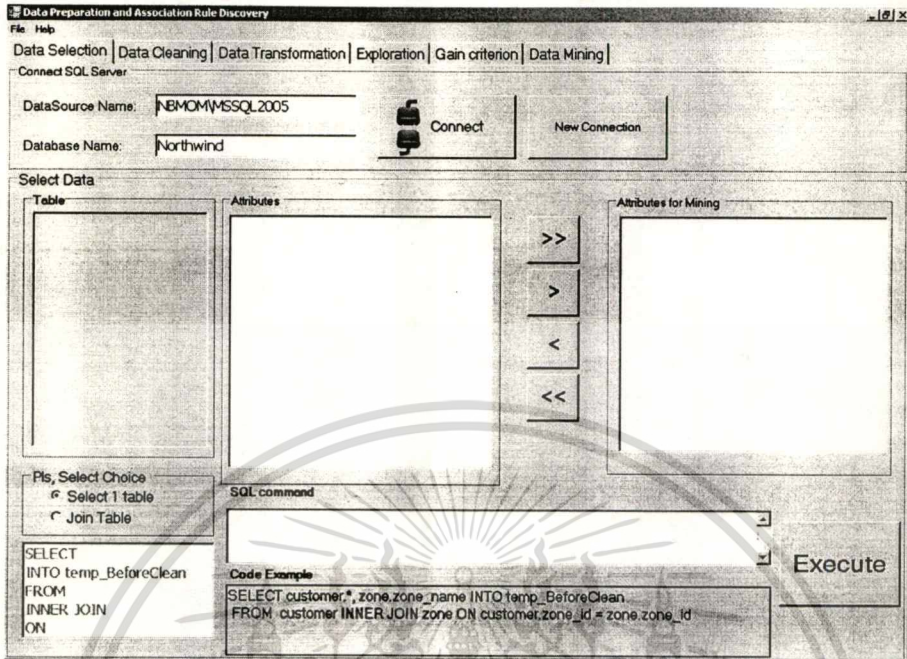 Data Preparation and Association Rule Discovery
File Help
Data Selection Data Cleaning Data Transformation Exploration Gain criterion Data Mining
Connect SQL Server
DataSource Name: NBMOM\MSSQL2005
Connect
New Connection
Database Name: Northwind
Select Data
Table
Attributes
Attributes for Mining
>>
>
<
<<
Pls, Select Choice
Select 1 table
Join Table
SELECT
INTO temp_BeforeClean
FROM
INNER JOIN
ON
SQL command
Execute
Code Example
SELECT customer.*, zone.zone_name INTO temp_BeforeClean
FROM customer INNER JOIN zone ON customer.zone_id = zone.zone_id